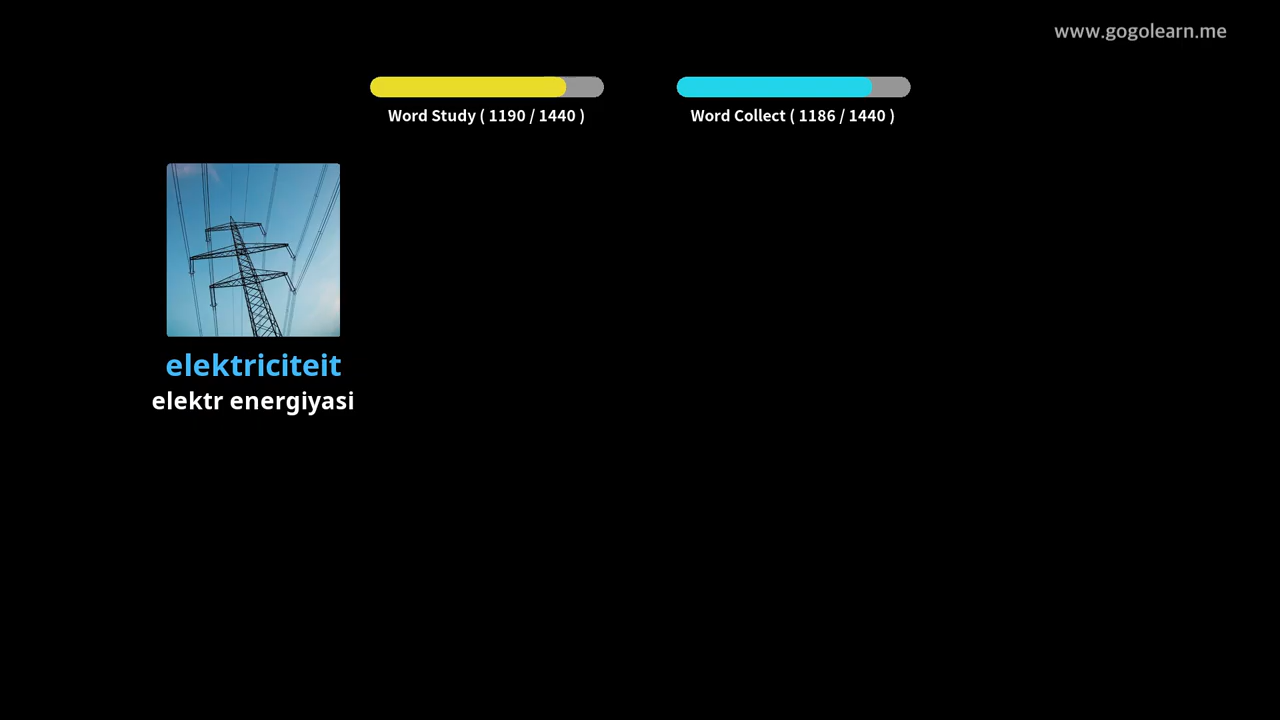 www.gogolearn.me
Word Study ( 1190 / 1440 )
Word Collect ( 1186 / 1440 )
elektriciteit
elektr energiyasi